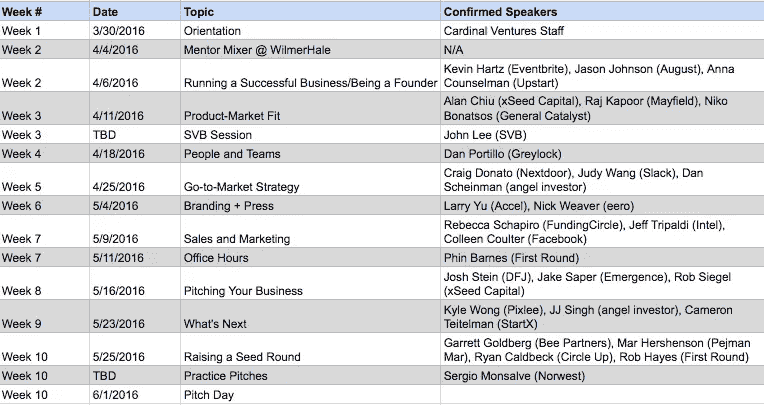 Week # Date Topic Confirmed Speakers
Week 1 3/30/2016 Orientation Cardinal Ventures Staff
Week 2 4/4/2016 Mentor Mixer @ WilmerHale N/A
Kevin Hartz (Eventbrite), Jason Johnson (August), Anna
Week 2 4/6/2016 Running a Successful Business/Being a Founder Counselman (Upstart)
Alan Chiu (xSeed Capital), Raj Kapoor (Mayfield), Niko
Week 3 4/11/2016 Product-Market Fit Bonatsos (General Catalyst)
Week 3 TBD SVB Session John Lee (SVB)
Week 4 4/18/2016 People and Teams Dan Portillo (Greylock)
Craig Donato (Nextdoor), Judy Wang (Slack), Dan
Week 5 4/25/2016 Go-to-Market Strategy Scheinman (angel investor)
Week 6 5/4/2016 Branding + Press Larry Yu (Accel), Nick Weaver (eero)
Rebecca Schapiro (FundingCircle), Jeff Tripaldi (Intel),
Week 7 5/9/2016 Sales and Marketing Colleen Coulter (Facebook)
Week 7 5/11/2016 Office Hours Phin Barnes (First Round)
Josh Stein (DFJ), Jake Saper (Emergence), Rob Siegel
Week 8 5/16/2016 Pitching Your Business (xSeed Capital)
Kyle Wong (Pixlee), JJ Singh (angel investor), Cameron
Week 9 5/23/2016 What's Next Teitelman (StartX)
Garrett Goldberg (Bee Partners), Mar Hershenson (Pejman
Week 10 5/25/2016 Raising a Seed Round Mar), Ryan Caldbeck (Circle Up), Rob Hayes (First Round)
Week 10 TBD Practice Pitches Sergio Monsalve (Norwest)
Week 10 6/1/2016 Pitch Day